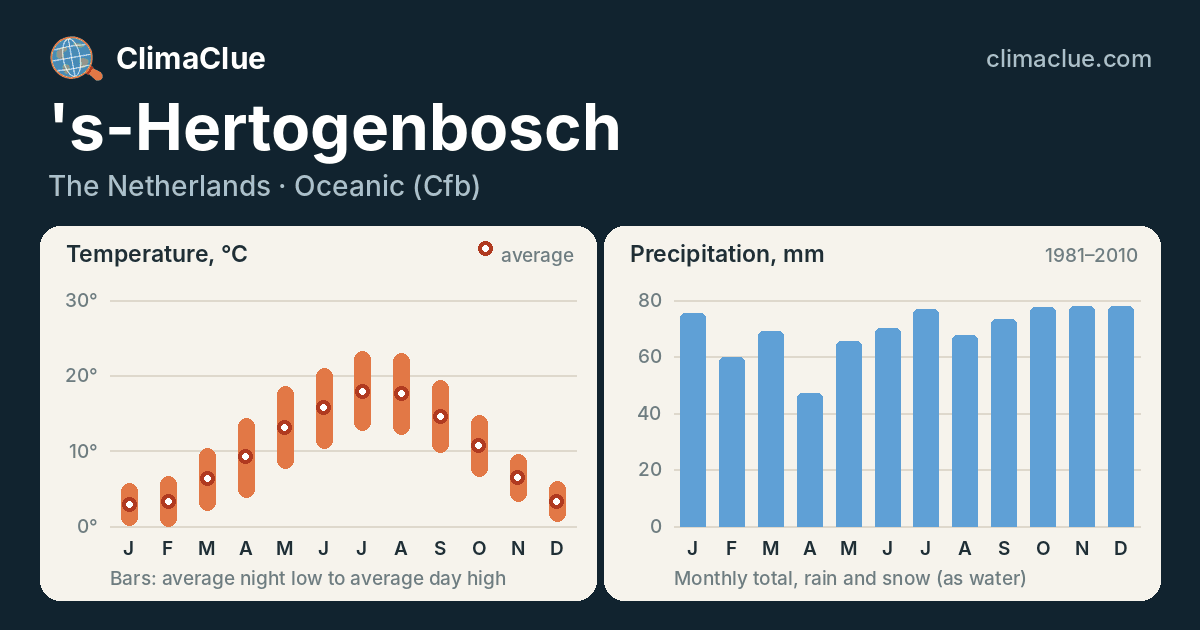 ClimaClue
climaclue.com
's-Hertogenbosch
The Netherlands · Oceanic (Cfb)
Temperature, °C
average
30°
20°
10°
0°
J F M A M J J A S O N D
Bars: average night low to average day high
Precipitation, mm
1981–2010
80
60
40
20
0
J F M A M J J A S O N D
Monthly total, rain and snow (as water)